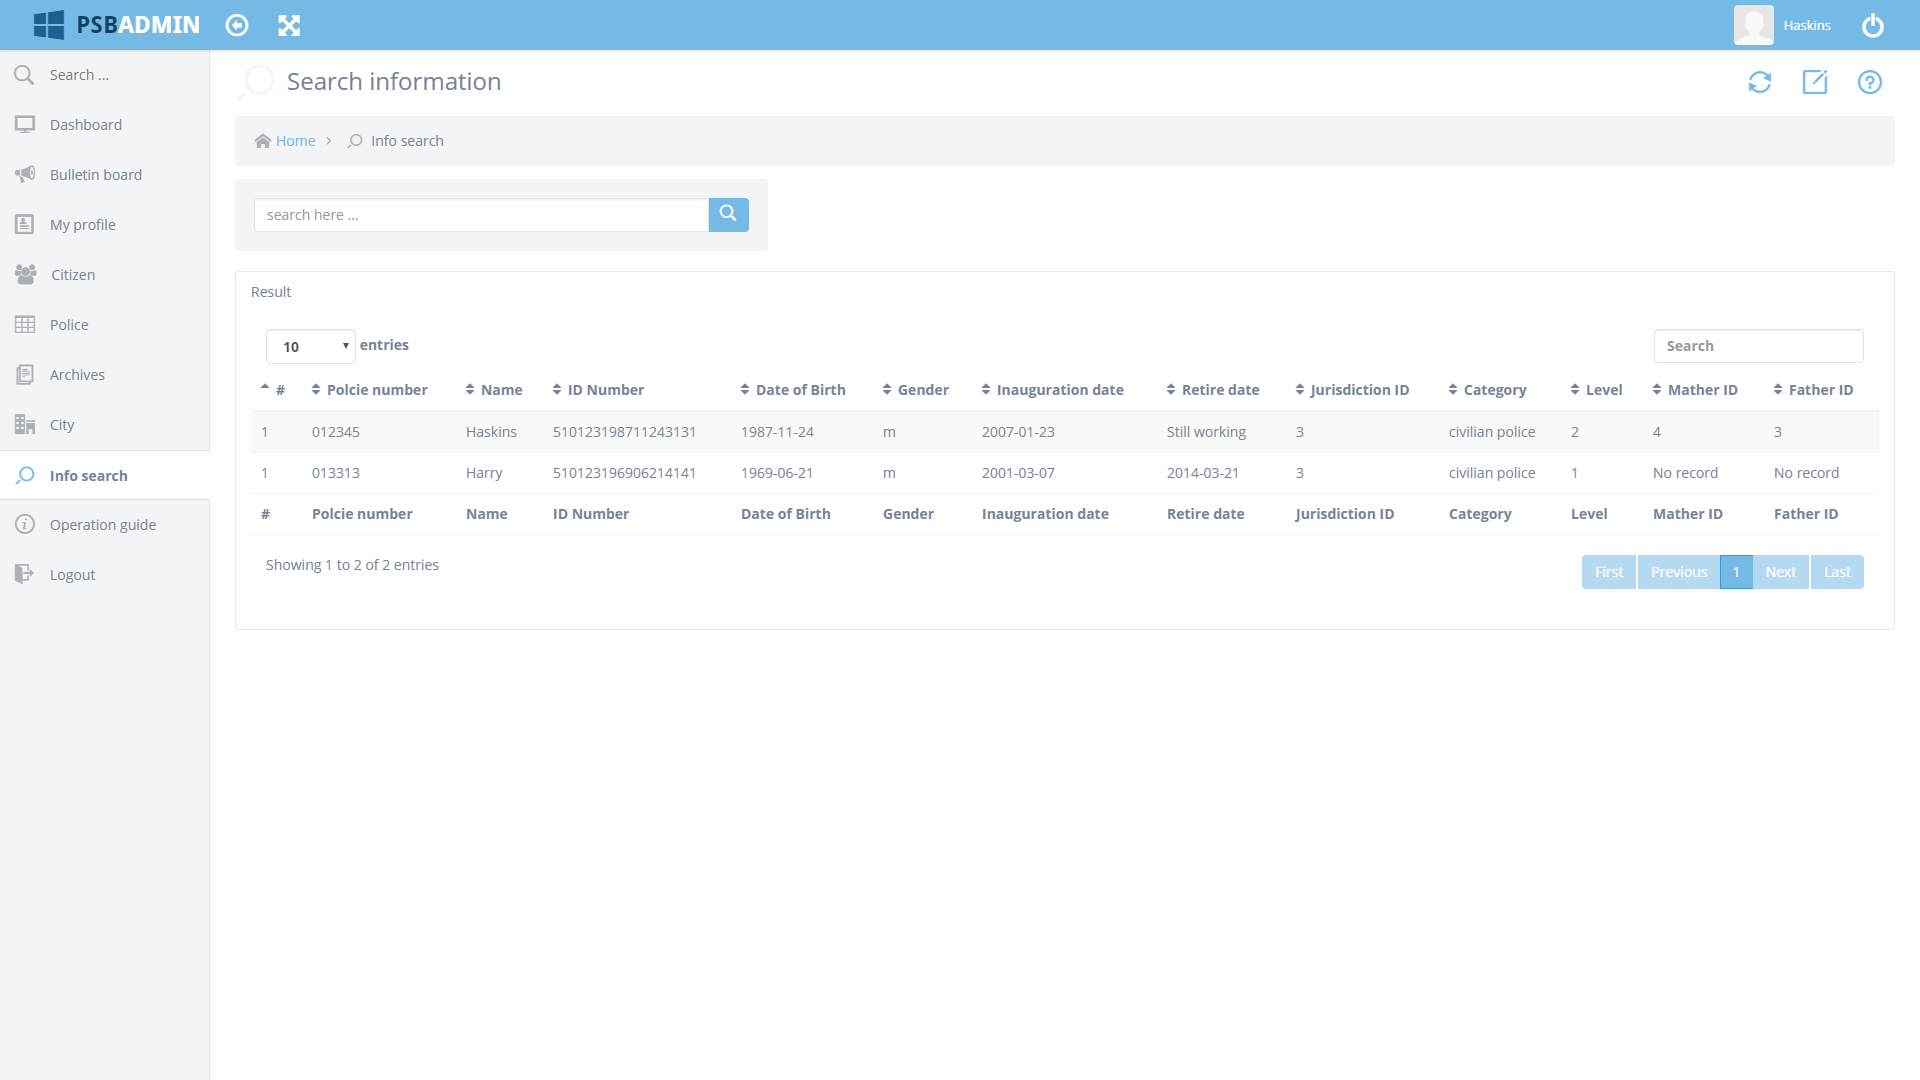 PSBADMIN
Haskins
Search ...
Dashboard
Bulletin board
My profile
Citizen
Police
Archives
City
Info search
Operation guide
Logout
Search information
Home > Info search
search here ...
Result
10 entries
Search
# Polcie number Name ID Number Date of Birth Gender Inauguration date Retire date Jurisdiction ID Category Level Mather ID Father ID
1 012345 Haskins 510123198711243131 1987-11-24 m 2007-01-23 Still working 3 civilian police 2 4 3
1 013313 Harry 510123196906214141 1969-06-21 m 2001-03-07 2014-03-21 3 civilian police 1 No record No record
# Polcie number Name ID Number Date of Birth Gender Inauguration date Retire date Jurisdiction ID Category Level Mather ID Father ID
Showing 1 to 2 of 2 entries
First Previous 1 Next Last